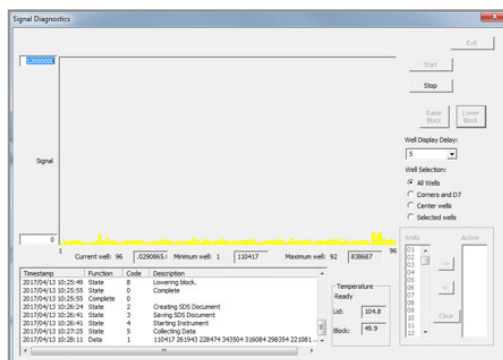 Signal Diagnostics
Exit
12000000
Start
Stop
Raise Block
Lower Block
Well Display Delay:
5
Signal
Well Selection:
All Wells
Corners and D7
Center wells
Selected wells
0
1
96
Current well: 96
.0290865.
Minimum well: 1
110417
Maximum well: 92
838687
Wells
Active
01
02
03
04
05
06
07
08
09
10
11
12
->
<-
Clear
Timestamp Function Code Description
2017/04/13 10:25:49 State 8 Lowering block.
2017/04/13 10:25:55 State 0 Complete
2017/04/13 10:25:55 Complete 0
2017/04/13 10:26:24 State 2 Creating SDS Document
2017/04/13 10:26:41 State 3 Saving SDS Document
2017/04/13 10:26:41 State 4 Starting Instrument
2017/04/13 10:27:25 State 5 Collecting Data
2017/04/13 10:28:11 Data 1 110417 261943 228474 343504 316084 298354 221081 ...
Temperature
Ready
Lid: 104.8
Block: 49.9